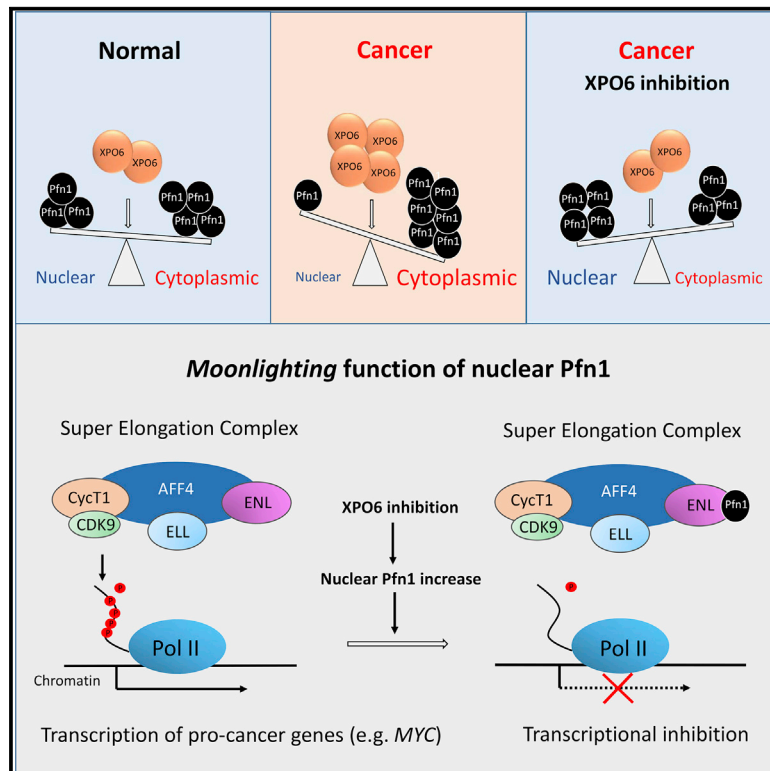 Normal
XPO6
XPO6
Pfn1
Pfn1
Pfn1
Pfn1
Pfn1
Pfn1
Pfn1
Nuclear
Cytoplasmic
Cancer
XPO6
XPO6
XPO6
XPO6
Pfn1
Pfn1
Pfn1
Pfn1
Pfn1
Pfn1
Pfn1
Nuclear
Cytoplasmic
Cancer
XPO6 inhibition
XPO6
XPO6
Pfn1
Pfn1
Pfn1
Pfn1
Pfn1
Pfn1
Pfn1
Nuclear
Cytoplasmic
Moonlighting function of nuclear Pfn1
Super Elongation Complex
CycT1
CDK9
AFF4
ELL
ENL
P
P
P
P
P
Pol II
Chromatin
Transcription of pro-cancer genes (e.g. MYC)
XPO6 inhibition
Nuclear Pfn1 increase
Super Elongation Complex
CycT1
CDK9
AFF4
ELL
ENL
Pfn1
P
Pol II
Transcriptional inhibition